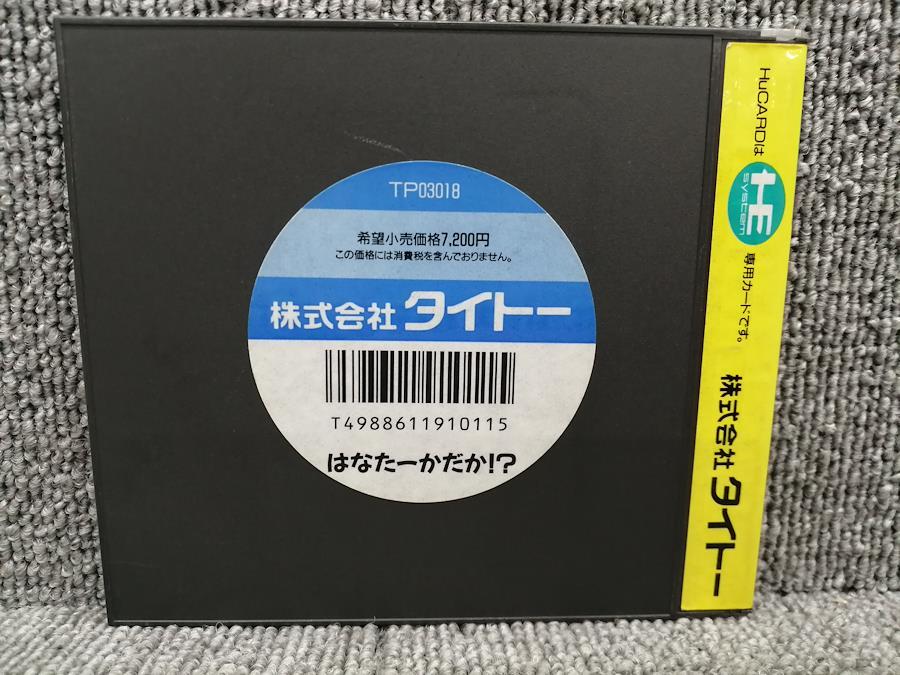 TP03018
希望小売価格7,200円
この価格には消費税を含んでおりません。
株式会社 タイトー
T4988611910115
はなたーかだか!?
HuCARDは
HE
SYSTEM
専用カードです。
株式会社 タイトー